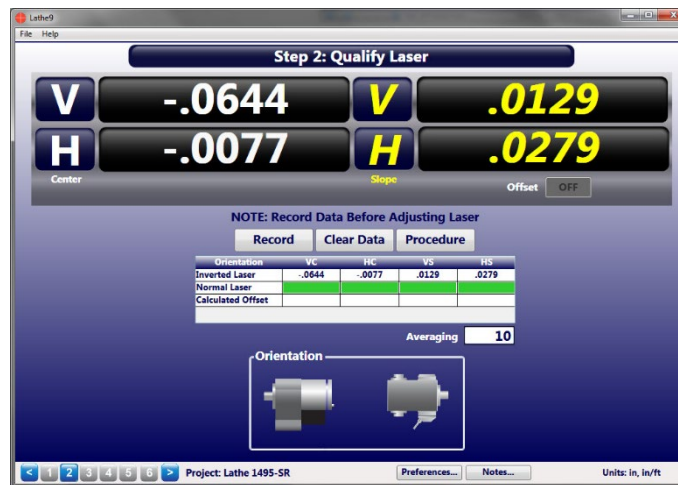 Lathe9
File Help
Step 2: Qualify Laser
V -.0644 V .0129
H -.0077 H .0279
Center Slope Offset OFF
NOTE: Record Data Before Adjusting Laser
Record Clear Data Procedure
Orientation VC HC VS HS
Inverted Laser -.0644 -.0077 .0129 .0279
Normal Laser
Calculated Offset
Averaging 10
Orientation
< 1 2 3 4 5 6 > Project: Lathe 1495-SR Preferences... Notes... Units: in, in/ft